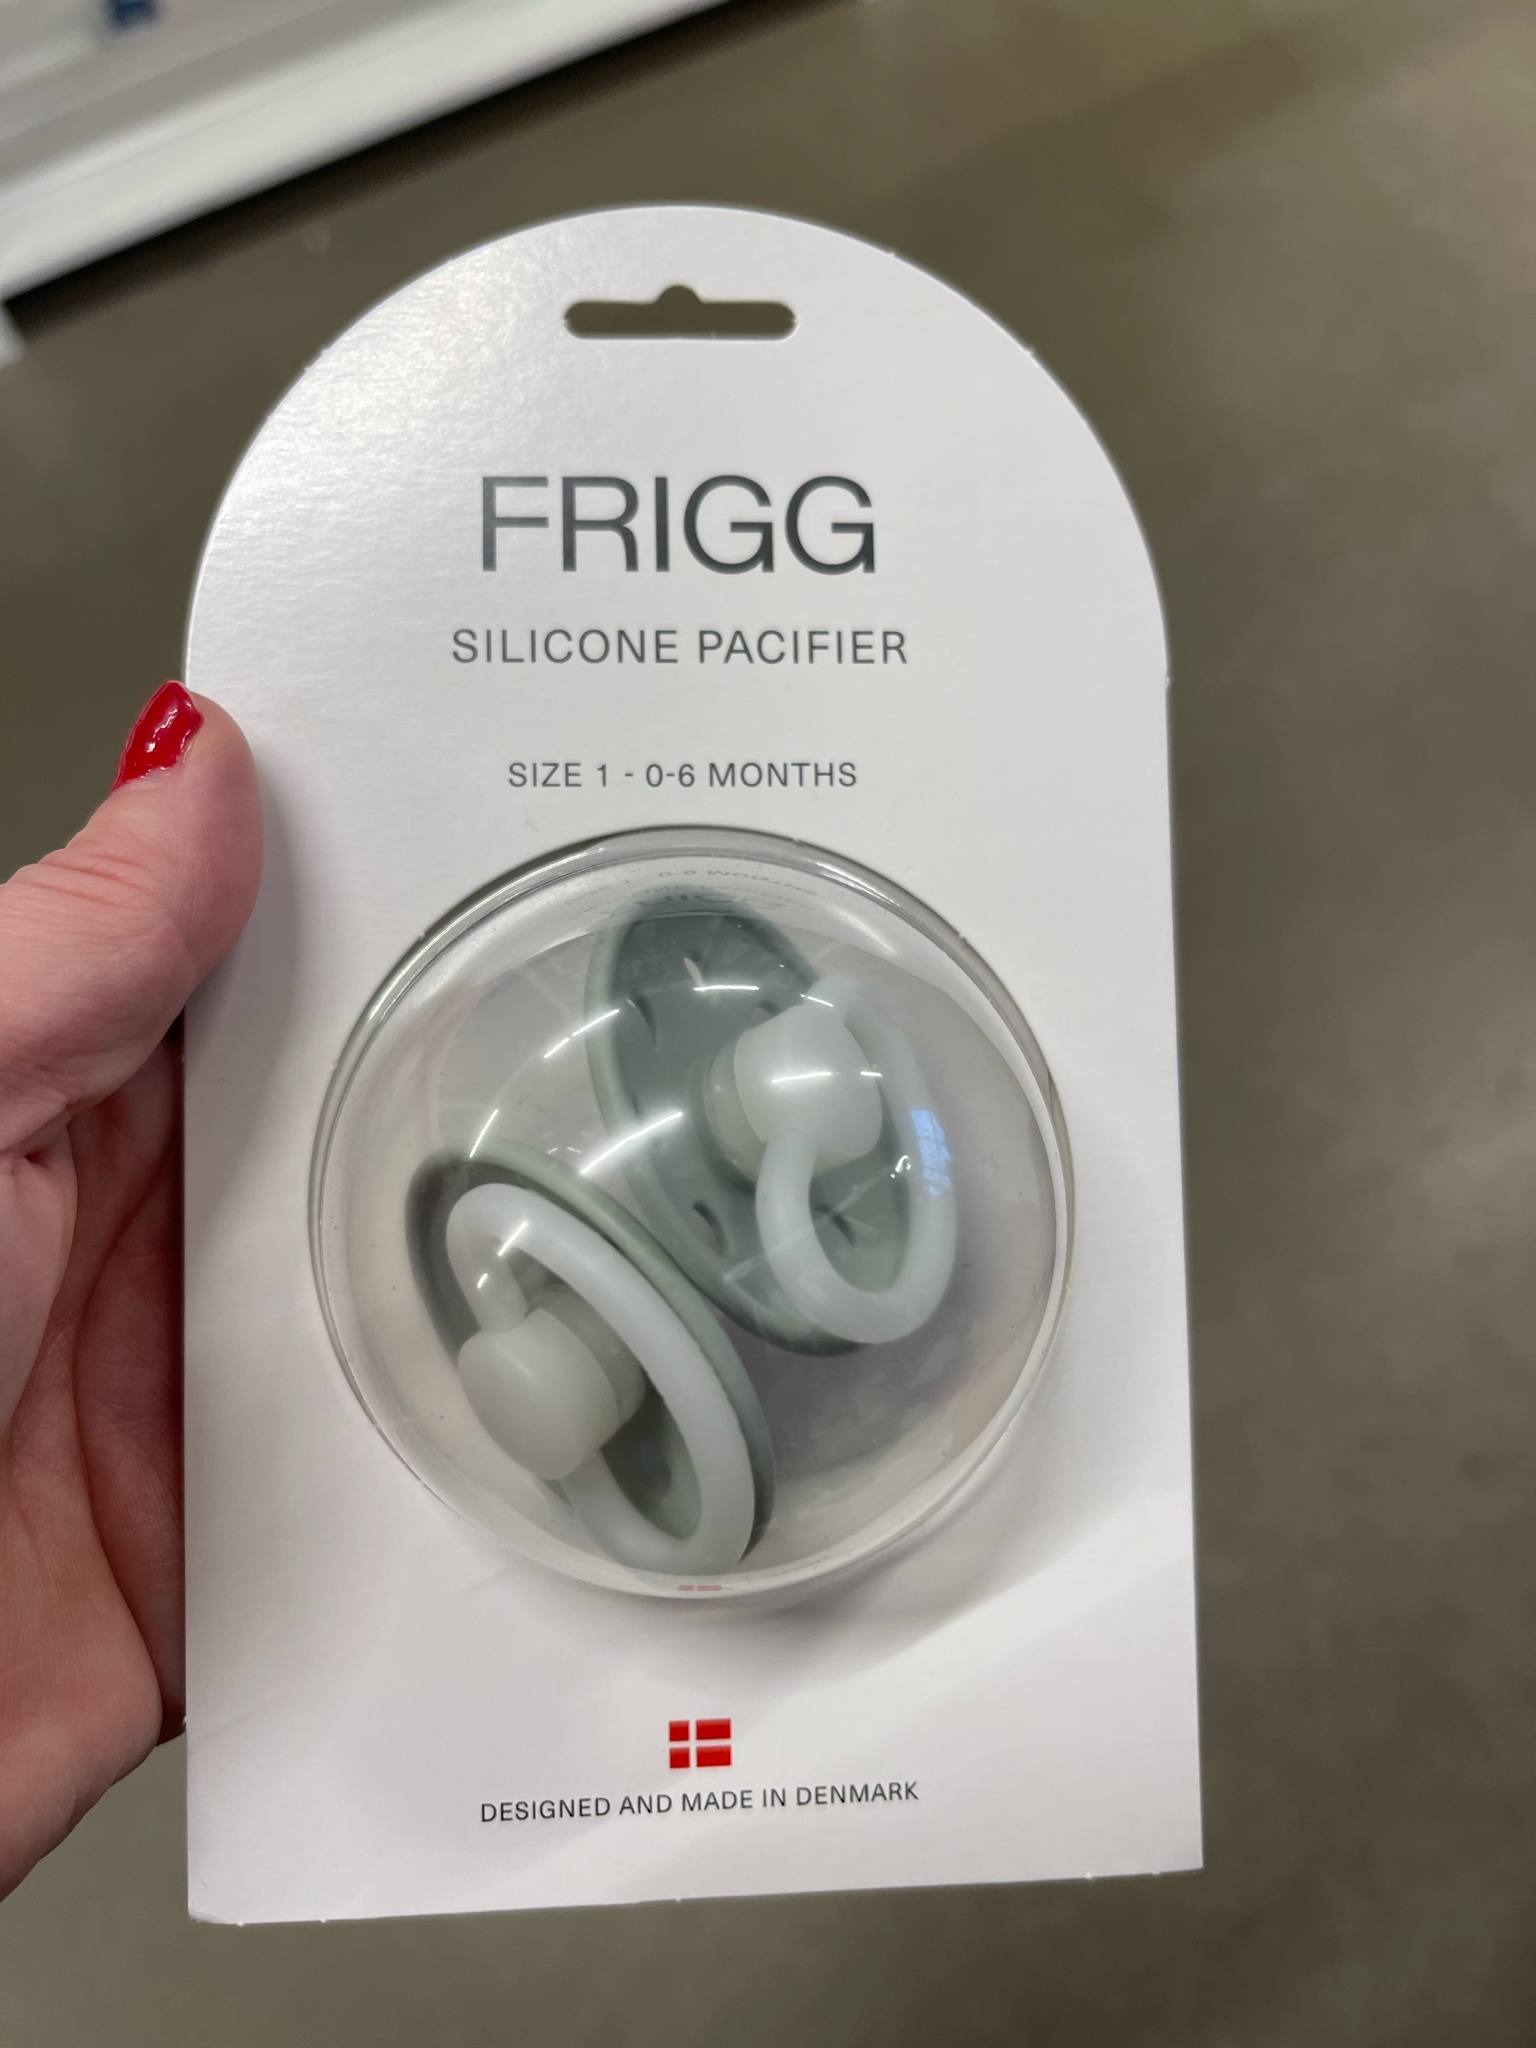 FRIGG
SILICONE PACIFIER
SIZE 1 - 0-6 MONTHS
DESIGNED AND MADE IN DENMARK